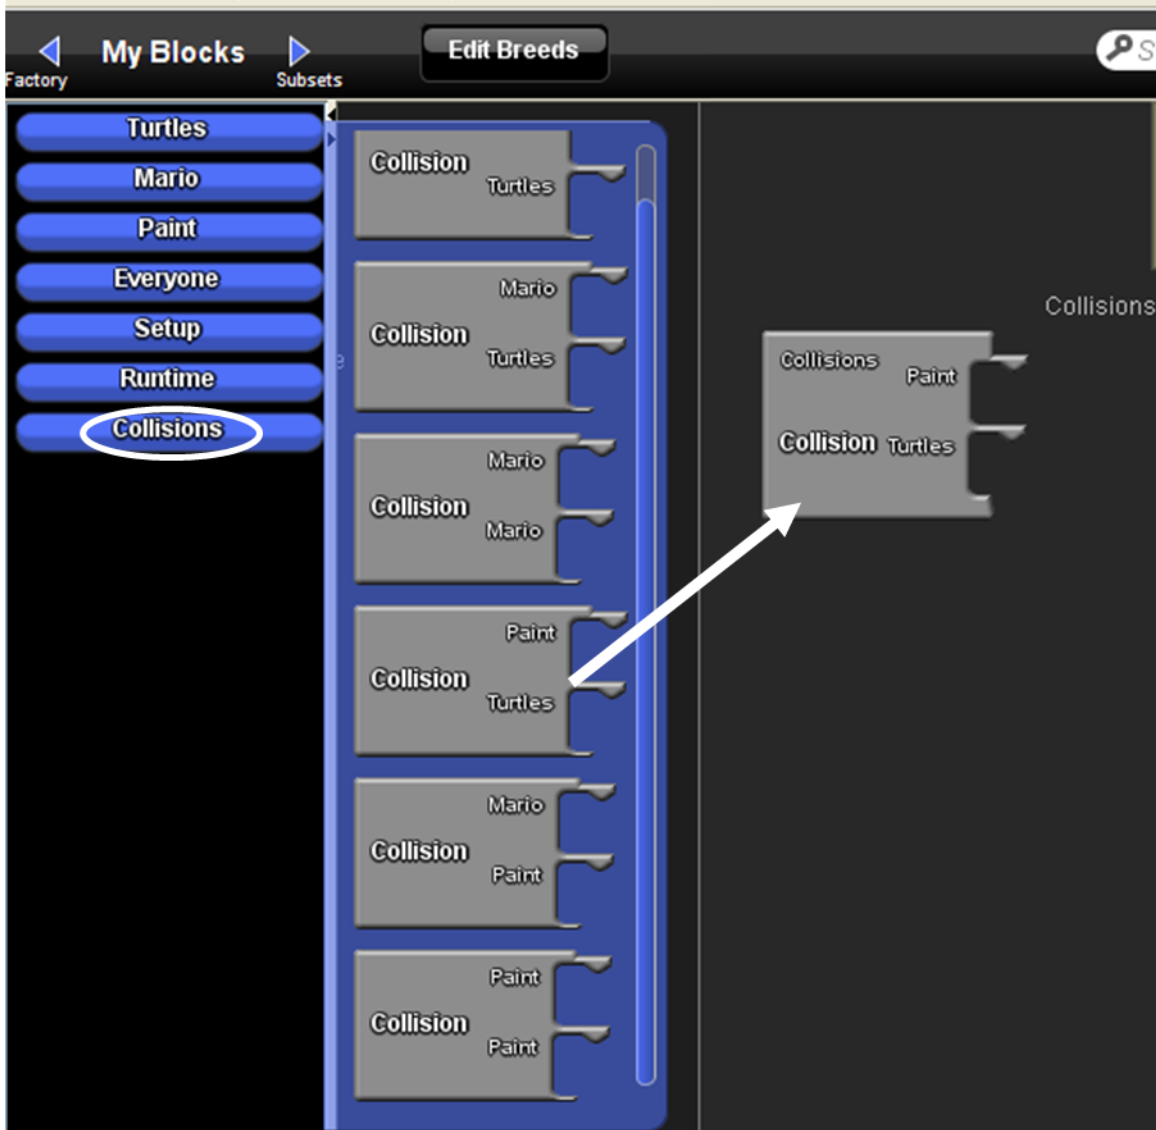 My Blocks
Edit Breeds
S
Factory
Subsets
Turtles
Mario
Paint
Everyone
Setup
Runtime
Collisions
Collision
Turtles
Mario
Collision
Turtles
Mario
Collision
Mario
Paint
Collision
Turtles
Mario
Collision
Paint
Paint
Collision
Paint
Collisions
Collisions
Paint
Collision Turtles